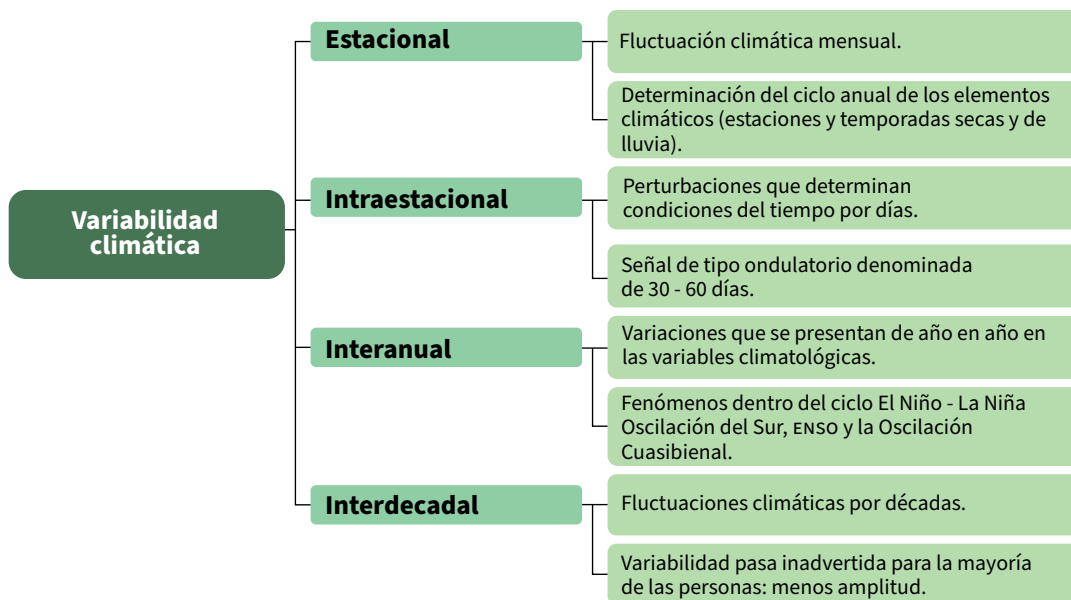 Variabilidad
climática
Estacional
Fluctuación climática mensual.
Determinación del ciclo anual de los elementos
climáticos (estaciones y temporadas secas y de
lluvia).
Intraestacional
Perturbaciones que determinan
condiciones del tiempo por días.
Señal de tipo ondulatorio denominada
de 30 - 60 días.
Interanual
Variaciones que se presentan de año en año en
las variables climatológicas.
Fenómenos dentro del ciclo El Niño - La Niña
Oscilación del Sur, ENSO y la Oscilación
Cuasibienal.
Interdecadal
Fluctuaciones climáticas por décadas.
Variabilidad pasa inadvertida para la mayoría
de las personas: menos amplitud.